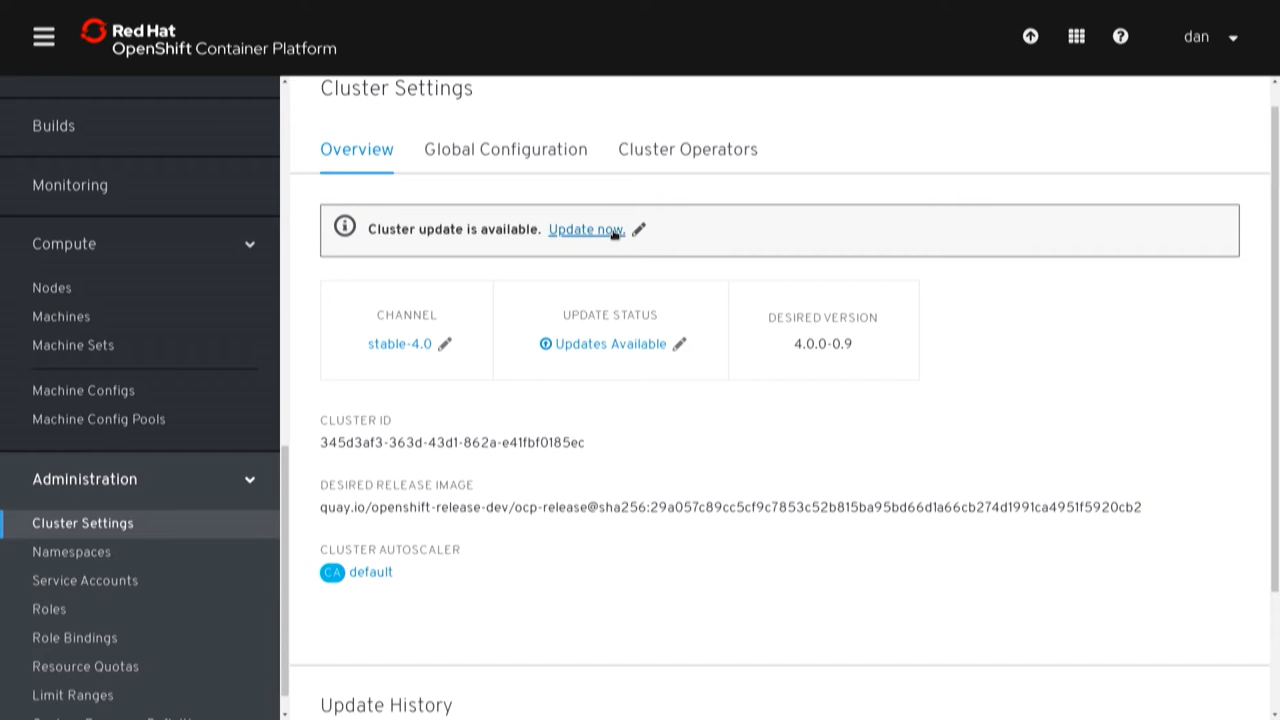 Red Hat
OpenShift Container Platform
dan
Builds
Monitoring
Compute
Nodes
Machines
Machine Sets
Machine Configs
Machine Config Pools
Administration
Cluster Settings
Namespaces
Service Accounts
Roles
Role Bindings
Resource Quotas
Limit Ranges
Cluster Settings
Overview Global Configuration Cluster Operators
Cluster update is available. Update now.
CHANNEL
stable-4.0
UPDATE STATUS
Updates Available
DESIRED VERSION
4.0.0-0.9
CLUSTER ID
345d3af3-363d-43d1-862a-e41fbf0185ec
DESIRED RELEASE IMAGE
quay.io/openshift-release-dev/ocp-release@sha256:29a057c89cc5cf9c7853c52b815ba95bd66d1a66cb274d1991ca4951f5920cb2
CLUSTER AUTOSCALER
CA default
Update History